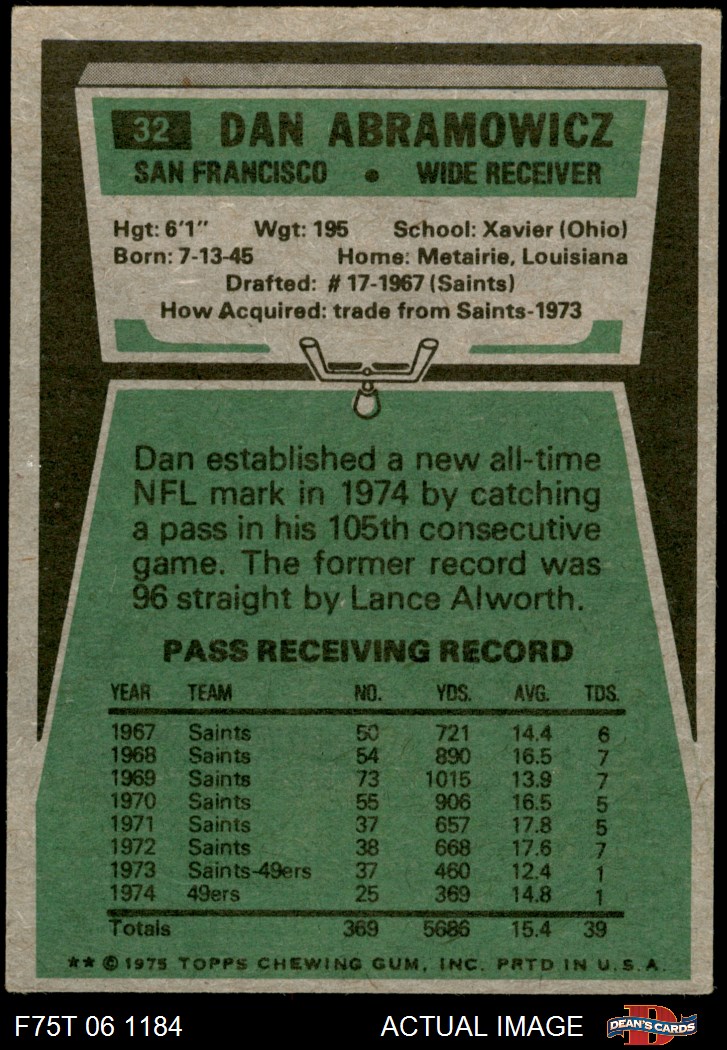 32 DAN ABRAMOWICZ
SAN FRANCISCO • WIDE RECEIVER
Hgt: 6'1" Wgt: 195 School: Xavier (Ohio)
Born: 7-13-45 Home: Metairie, Louisiana
Drafted: # 17-1967 (Saints)
How Acquired: trade from Saints-1973
Dan established a new all-time
NFL mark in 1974 by catching
a pass in his 105th consecutive
game. The former record was
96 straight by Lance Alworth.
PASS RECEIVING RECORD
YEAR TEAM NO. YDS. AVG. TDS.
1967 Saints 50 721 14.4 6
1968 Saints 54 890 16.5 7
1969 Saints 73 1015 13.9 7
1970 Saints 55 906 16.5 5
1971 Saints 37 657 17.8 5
1972 Saints 38 668 17.6 7
1973 Saints-49ers 37 460 12.4 1
1974 49ers 25 369 14.8 1
Totals 369 5686 15.4 39
** © 1975 TOPPS CHEWING GUM, INC. PRTD IN U.S.A.
F75T 06 1184 ACTUAL IMAGE D DEAN'S CARDS